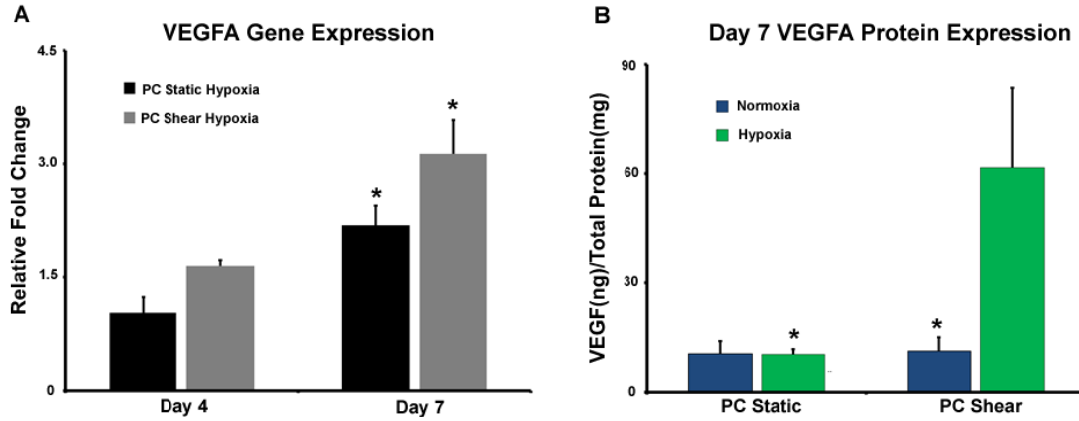 A
VEGFA Gene Expression
4.5
3.0
1.5
0
Relative Fold Change
PC Static Hypoxia
PC Shear Hypoxia
*
*
Day 4
Day 7
B
Day 7 VEGFA Protein Expression
90
60
30
0
VEGF(ng)/Total Protein(mg)
Normoxia
Hypoxia
*
*
PC Static
PC Shear